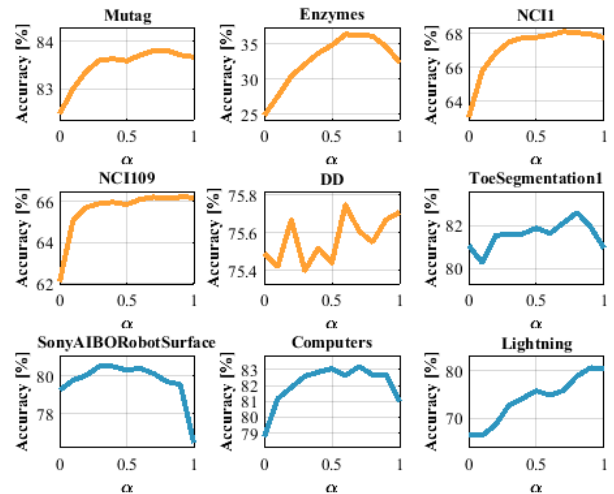 Mutag
Enzymes
NCI1
Accuracy [%]
84
83
0
0.5
1
α
Accuracy [%]
35
30
25
0
0.5
1
α
Accuracy [%]
68
66
64
0
0.5
1
α
NCI109
DD
ToeSegmentation1
Accuracy [%]
66
64
62
0
0.5
1
α
Accuracy [%]
75.8
75.6
75.4
0
0.5
1
α
Accuracy [%]
82
80
0
0.5
1
α
SonyAIBORobotSurface
Computers
Lightning
Accuracy [%]
80
78
0
0.5
1
α
Accuracy [%]
83
82
81
80
79
0
0.5
1
α
Accuracy [%]
80
70
0
0.5
1
α